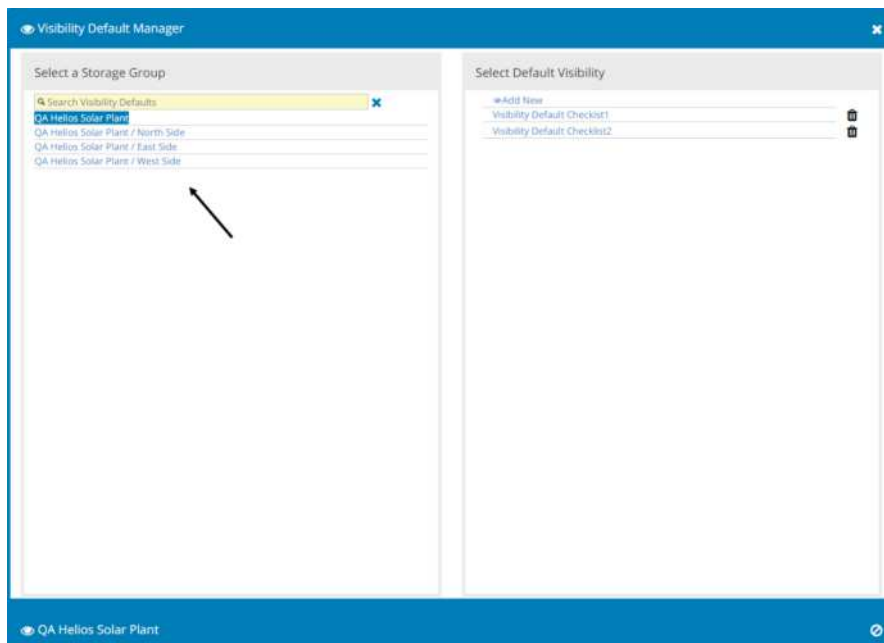 Visibility Default Manager
Select a Storage Group
Search Visibility Defaults
QA Helios Solar Plant
QA Helios Solar Plant / North Side
QA Helios Solar Plant / East Side
QA Helios Solar Plant / West Side
Select Default Visibility
Add New
Visibility Default Checkist1
Visibility Default Checklist2
QA Helios Solar Plant